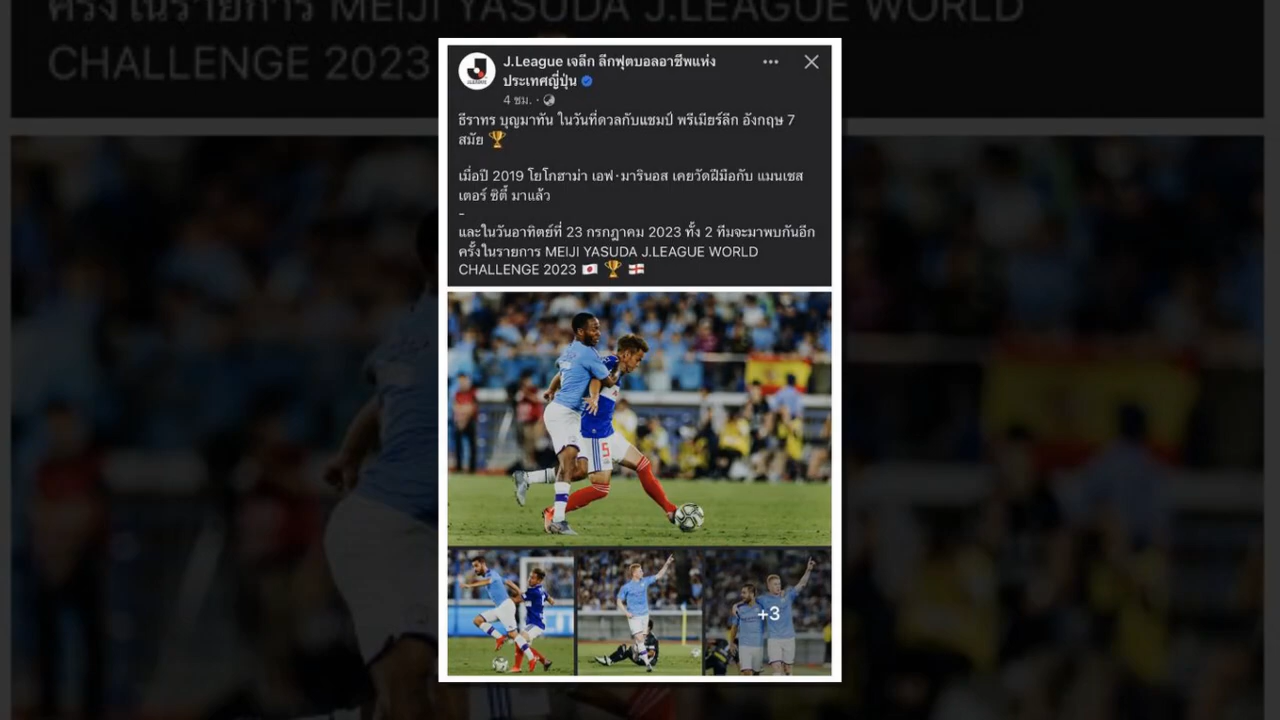 ครั้งในรายการ MEIJI YASUDA J.LEAGUE WORLD
CHALLENGE 2023
J.League เจลีก ลีกฟุตบอลอาชีพแห่ง
ประเทศญี่ปุ่น
4 ชม. ·
ธีราทร บุญมาทัน ในวันที่ดวลกับแชมป์ พรีเมียร์ลีก อังกฤษ 7
สมัย 🏆
เมื่อปี 2019 โยโกฮาม่า เอฟ·มารินอส เคยวัดฝีมือกับ แมนเชส
เตอร์ ซิตี้ มาแล้ว
-
และในวันอาทิตย์ที่ 23 กรกฎาคม 2023 ทั้ง 2 ทีมจะมาพบกันอีก
ครั้งในรายการ MEIJI YASUDA J.LEAGUE WORLD
CHALLENGE 2023 🇯🇵 🏆 🏴󠁧󠁢󠁥󠁮󠁧󠁿
5
+3